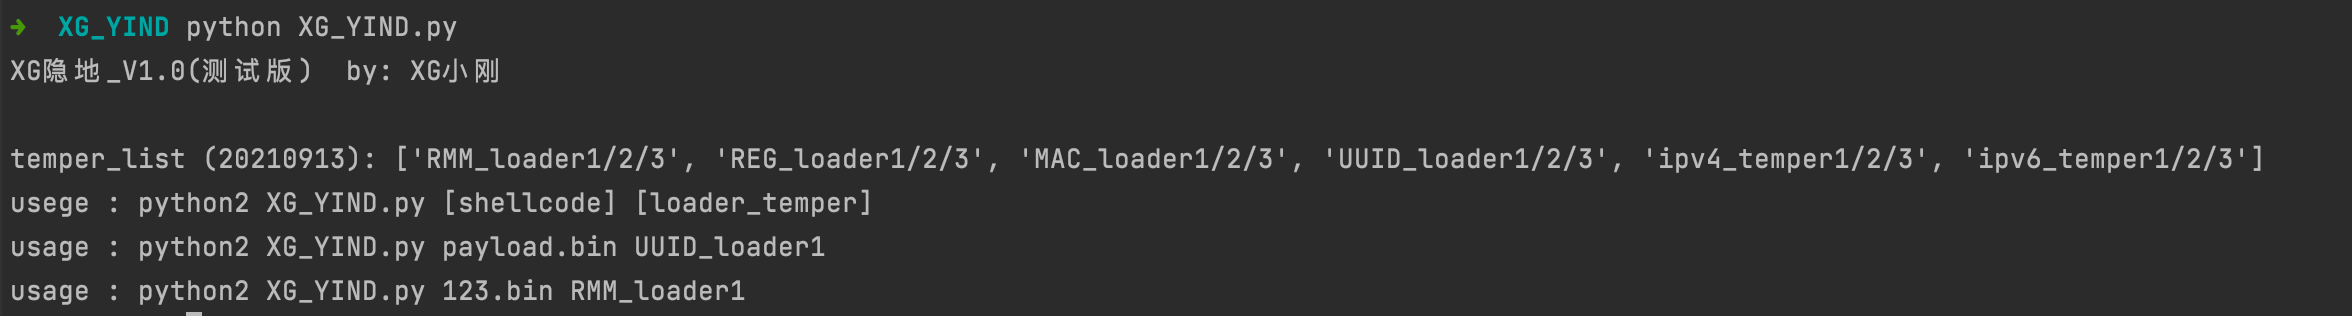 ➜ XG_YIND python XG_YIND.py
XG隐地_V1.0(测试版) by: XG小刚
temper_list (20210913): ['RMM_loader1/2/3', 'REG_loader1/2/3', 'MAC_loader1/2/3', 'UUID_loader1/2/3', 'ipv4_temper1/2/3', 'ipv6_temper1/2/3']
usege : python2 XG_YIND.py [shellcode] [loader_temper]
usage : python2 XG_YIND.py payload.bin UUID_loader1
usage : python2 XG_YIND.py 123.bin RMM_loader1